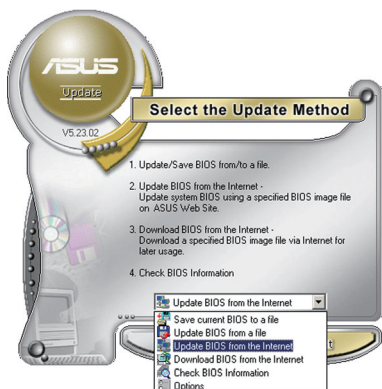 ASUS
Update
V5.23.02
Select the Update Method
1. Update/Save BIOS from/to a file.
2. Update BIOS from the Internet -
Update system BIOS using a specified BIOS image file
on ASUS Web Site.
3. Download BIOS from the Internet -
Download a specified BIOS image file via Internet for
later usage.
4. Check BIOS Information
Update BIOS from the Internet
Save current BIOS to a file
Update BIOS from a file
Update BIOS from the Internet
Download BIOS from the Internet
Check BIOS Information
Options